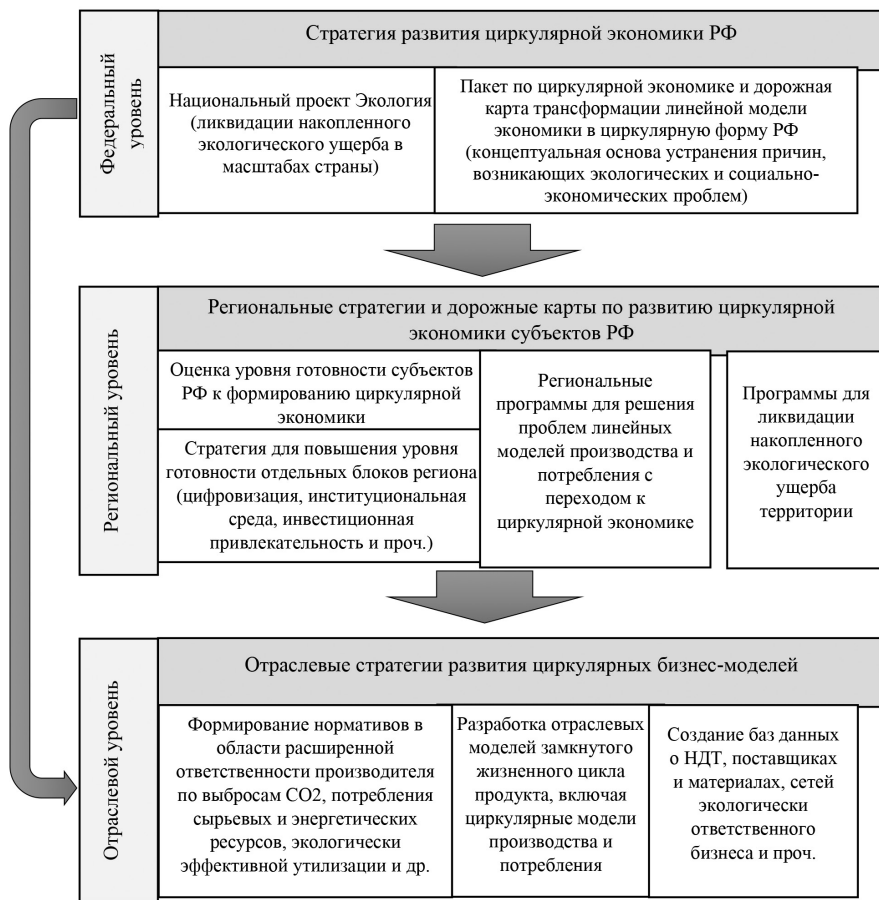 Федеральный
уровень
Стратегия развития циркулярной экономики РФ
Национальный проект Экология
(ликвидации накопленного
экологического ущерба в
масштабах страны)
Пакет по циркулярной экономике и дорожная
карта трансформации линейной модели
экономики в циркулярную форму РФ
(концептуальная основа устранения причин,
возникающих экологических и социально-
экономических проблем)
Региональный уровень
Региональные стратегии и дорожные карты по развитию циркулярной
экономики субъектов РФ
Оценка уровня готовности субъектов
РФ к формированию циркулярной
экономики
Стратегия для повышения уровня
готовности отдельных блоков региона
(цифровизация, институциональная
среда, инвестиционная
привлекательность и проч.)
Региональные
программы для решения
проблем линейных
моделей производства и
потребления с
переходом к
циркулярной экономике
Программы для
ликвидации
накопленного
экологического
ущерба
территории
Отраслевой уровень
Отраслевые стратегии развития циркулярных бизнес-моделей
Формирование нормативов в
области расширенной
ответственности производителя
по выбросам СО2, потребления
сырьевых и энергетических
ресурсов, экологически
эффективной утилизации и др.
Разработка отраслевых
моделей замкнутого
жизненного цикла
продукта, включая
циркулярные модели
производства и
потребления
Создание баз данных
о НДТ, поставщиках
и материалах, сетей
экологически
ответственного
бизнеса и проч.